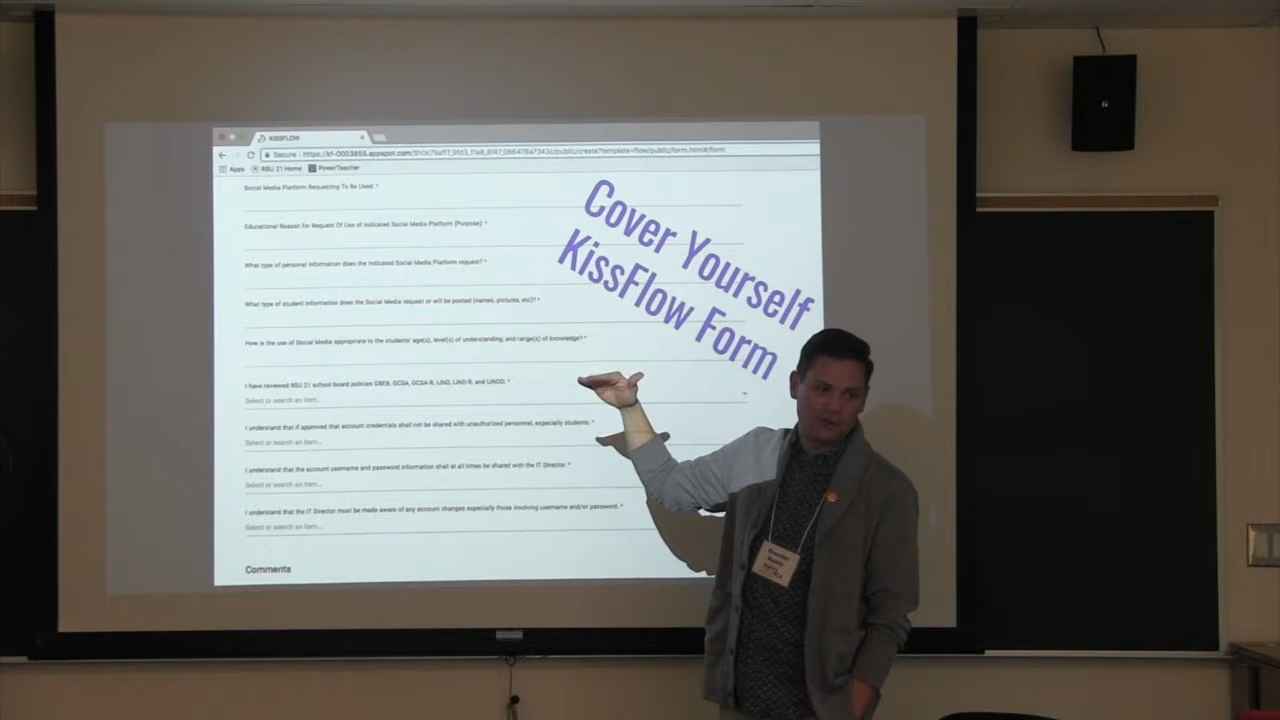 KISSFLOW
Secure
Apps RSU 21 Home PowerTeacher
Social Media Platform Requesting To Be Used *
Educational Reason for Request Of Use of Indicated Social Media Platform (Purpose) *
What type of personal information does the indicated Social Media Platform request? *
What type of student information does the Social Media request or will be posted (names, pictures, etc)? *
How is the use of Social Media appropriate to the students' age(s), level(s) of understanding, and range(s) of knowledge? *
I have reviewed RSU 21 school board policies GBEB, GCSA, GCSA-R, IJND, IJND-R, and
Select or search an item...
I understand that if approved that account credentials shall not be shared with unauthorized personnel, especially students. *
Select or search an item...
I understand that the account username and password information shall at all times be shared with the IT Director. *
Select or search an item...
I understand that the IT Director must be made aware of any account changes especially those involving username and/or password. *
Select or search an item...
Comments
Cover Yourself
KissFlow Form